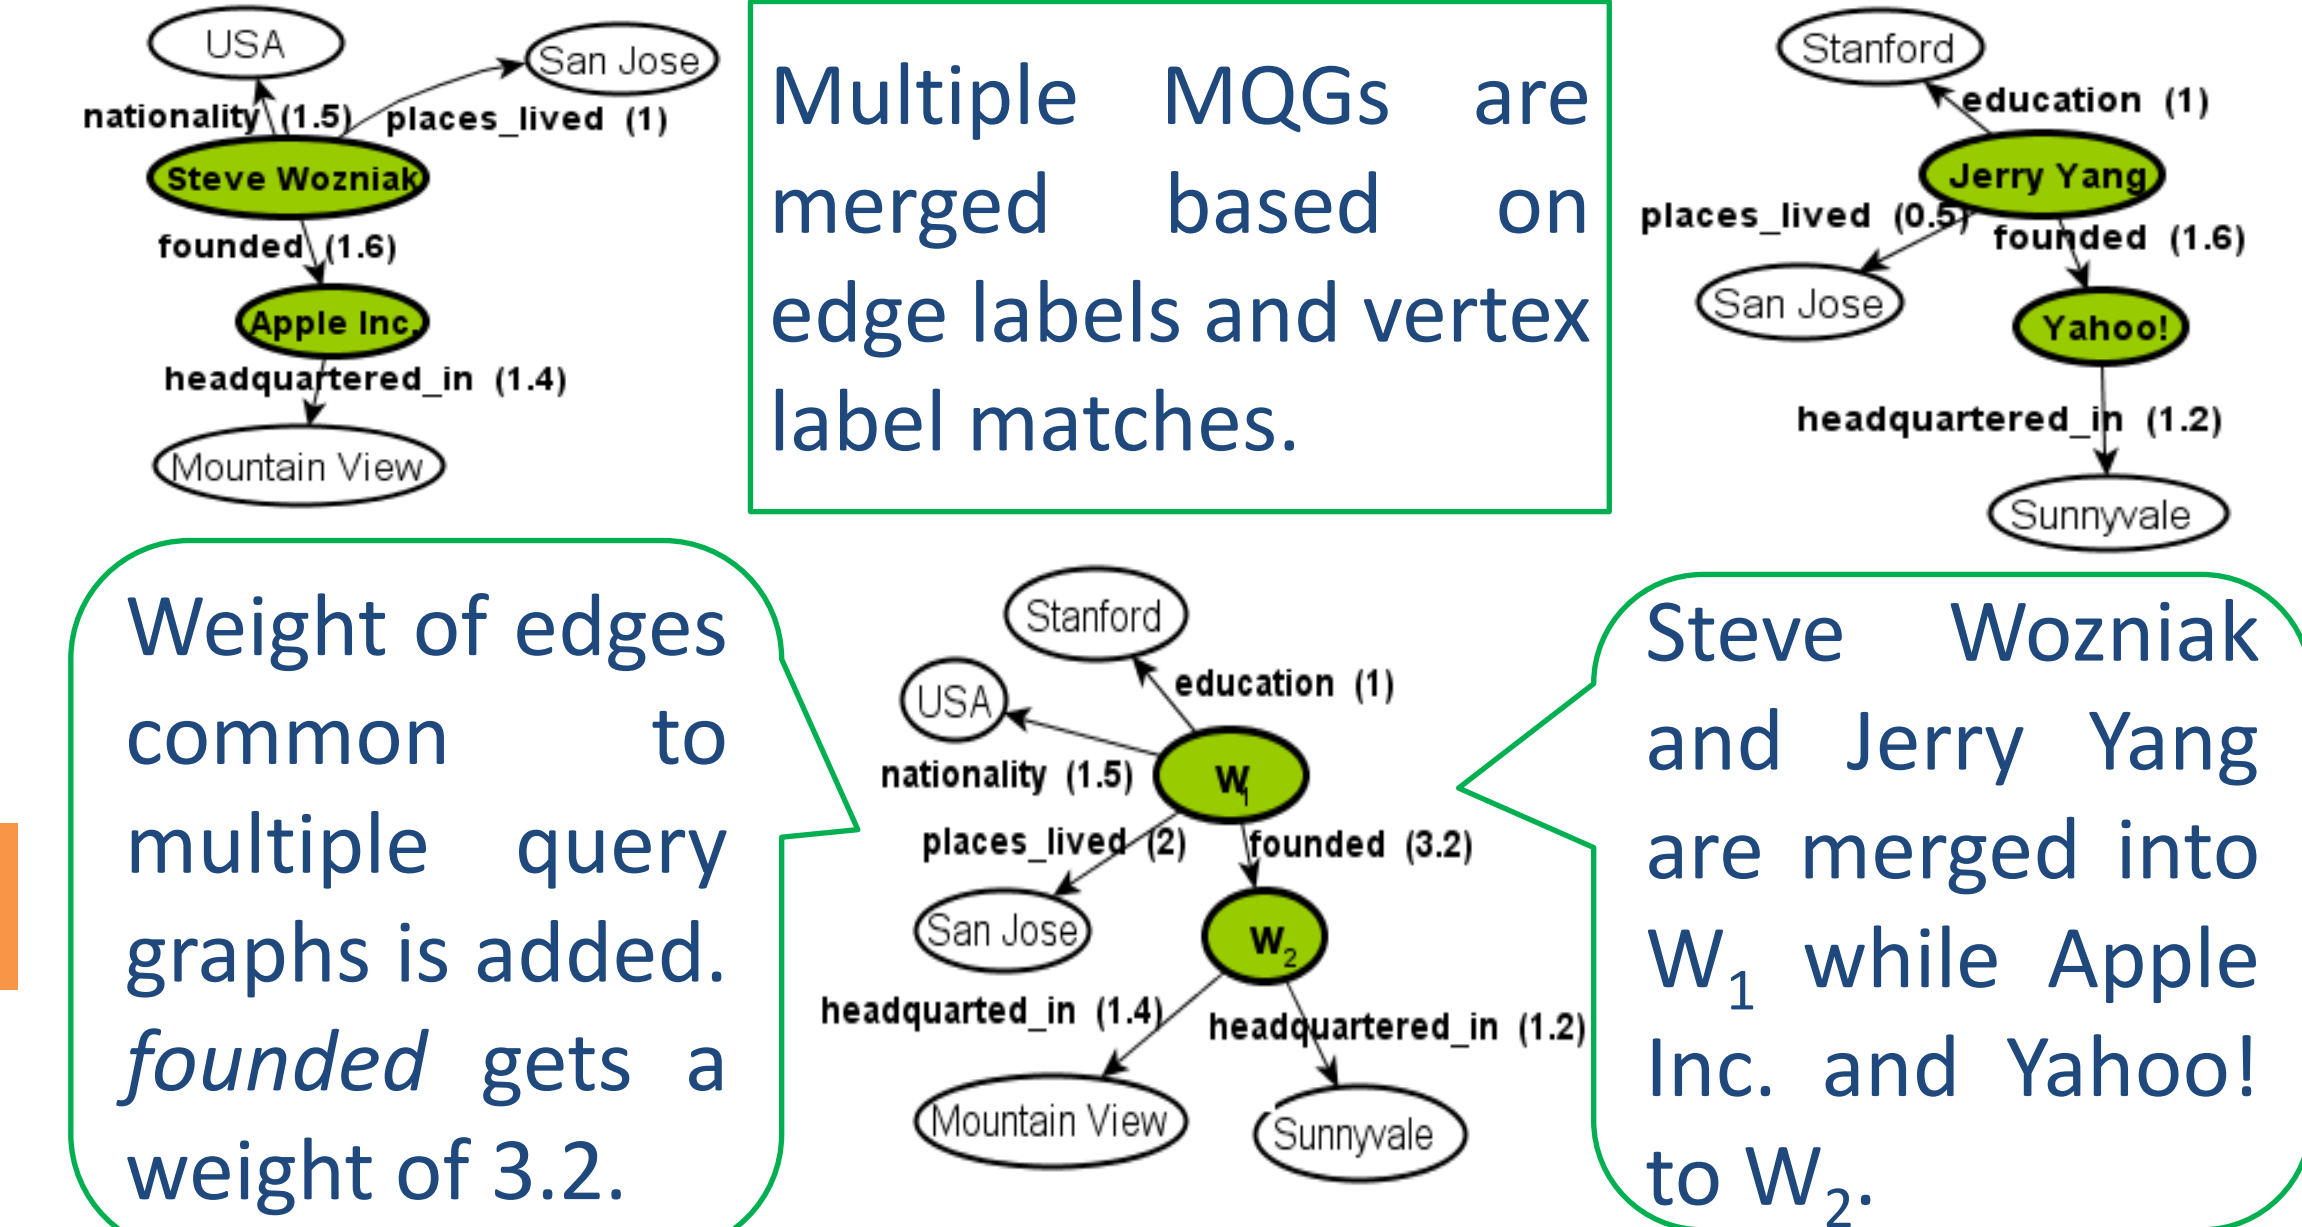 USA
San Jose
nationality (1.5)
places_lived (1)
Steve Wozniak
founded (1.6)
Apple Inc.
headquartered_in (1.4)
Mountain View
Multiple MQGs are
merged based on
edge labels and vertex
label matches.
Stanford
education (1)
Jerry Yang
places_lived (0.5)
founded (1.6)
San Jose
Yahoo!
headquartered_in (1.2)
Sunnyvale
Weight of edges
common to
multiple query
graphs is added.
founded gets a
weight of 3.2.
Stanford
education (1)
USA
nationality (1.5)
W1
places_lived (2)
founded (3.2)
San Jose
W2
headquarted_in (1.4)
headquartered_in (1.2)
Mountain View
Sunnyvale
Steve Wozniak
and Jerry Yang
are merged into
W1 while Apple
Inc. and Yahoo!
to W2.